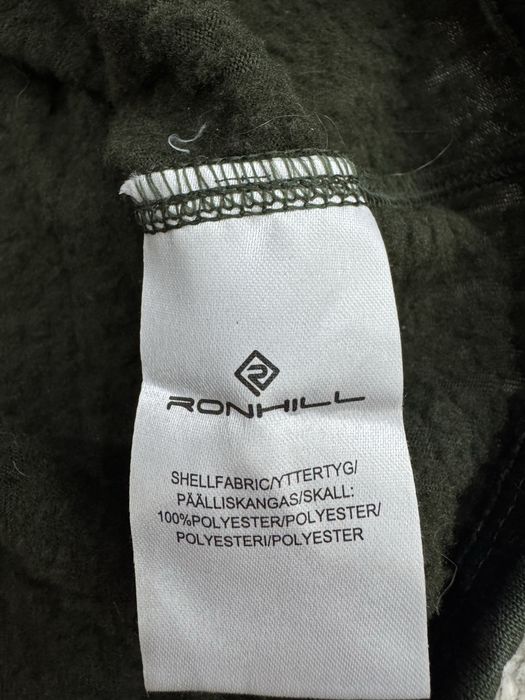 RONHILL
SHELLFABRIC/YTTERTYG/
PÄÄLLISKANGAS/SKALL:
100%POLYESTER/POLYESTER/
POLYESTERI/POLYESTER